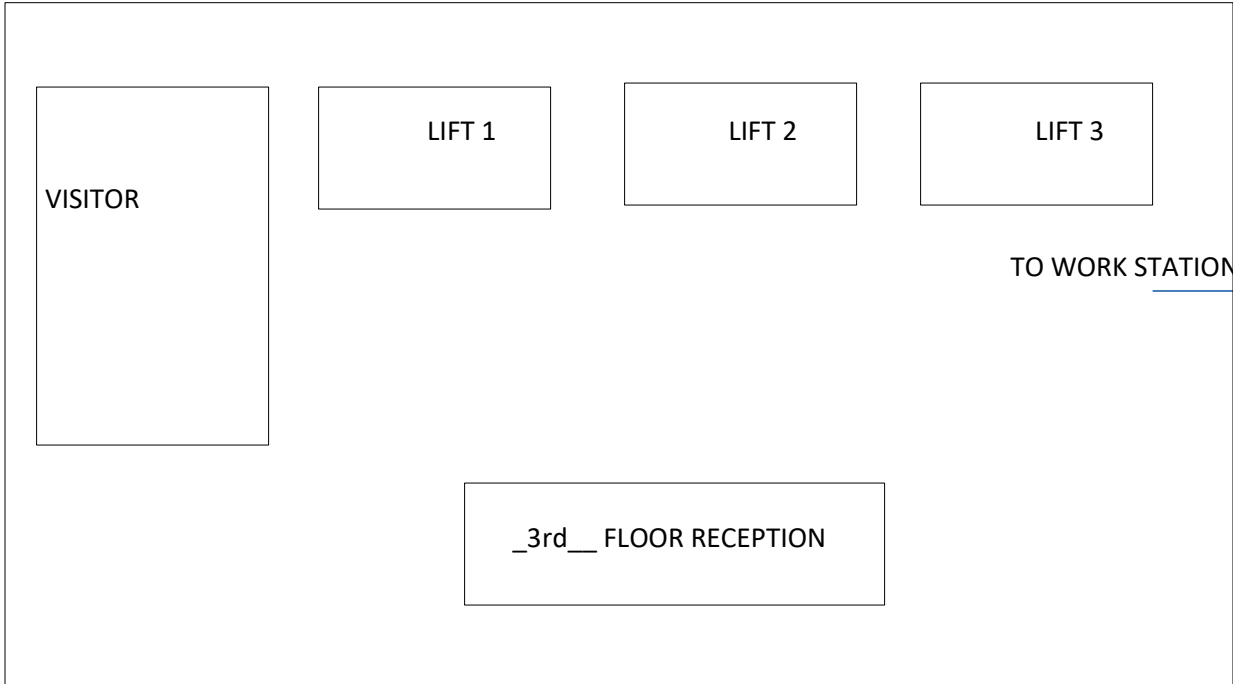 LIFT 1
LIFT 2
LIFT 3
VISITOR
TO WORK STATION
_3rd__ FLOOR RECEPTION